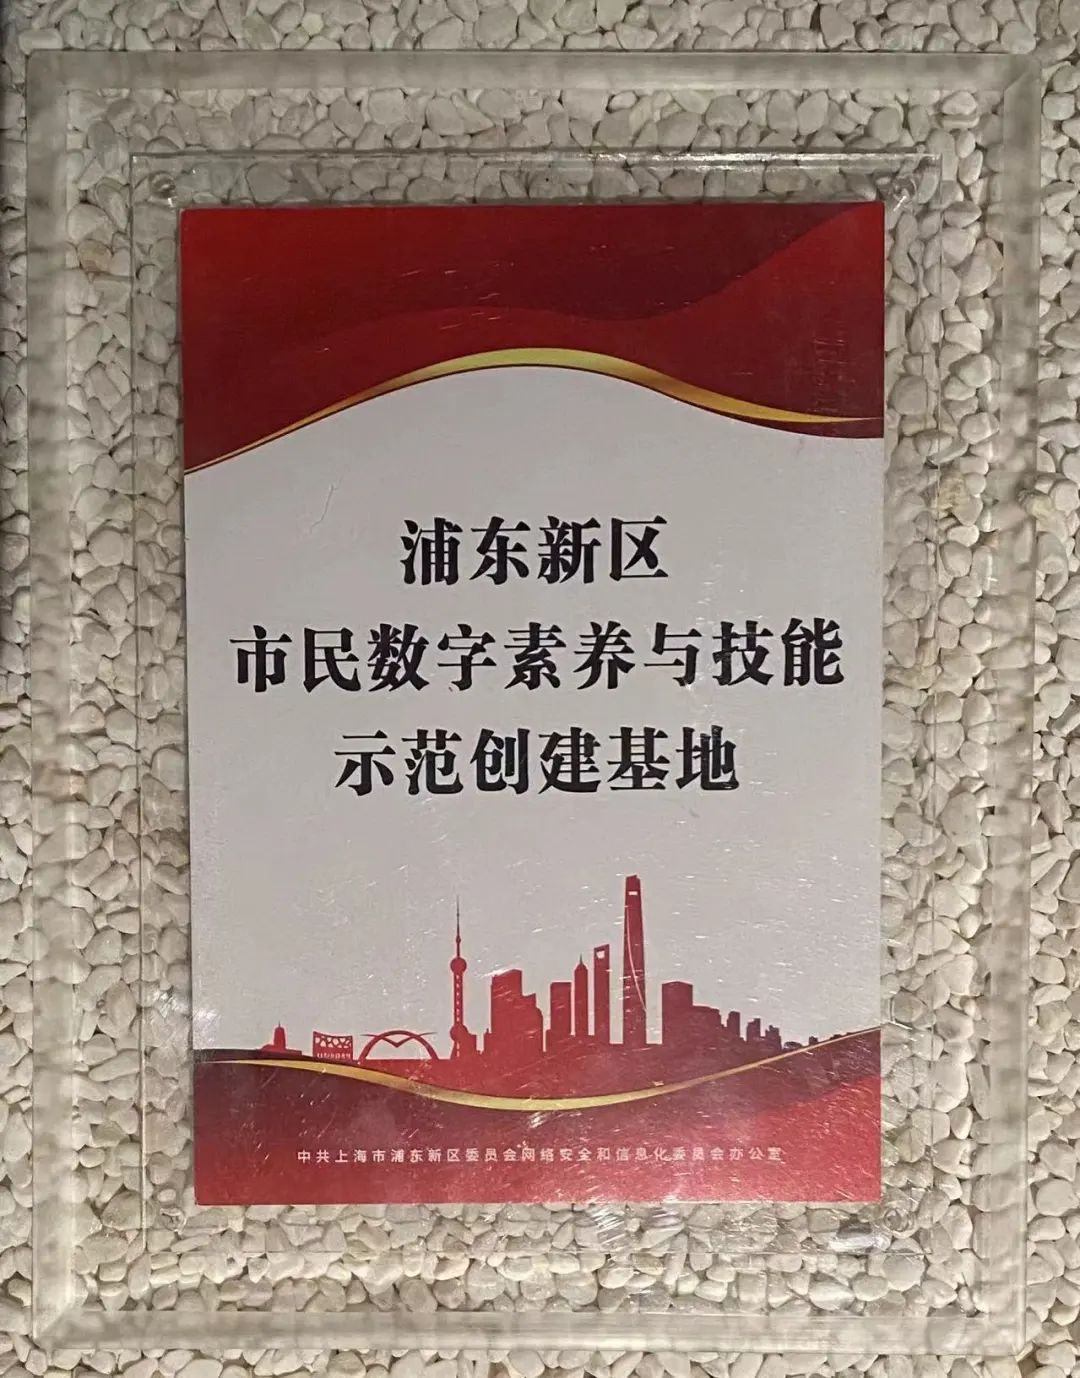 浦东新区
市民数字素养与技能
示范创建基地
中共上海市浦东新区委员会网络安全和信息化委员会办公室